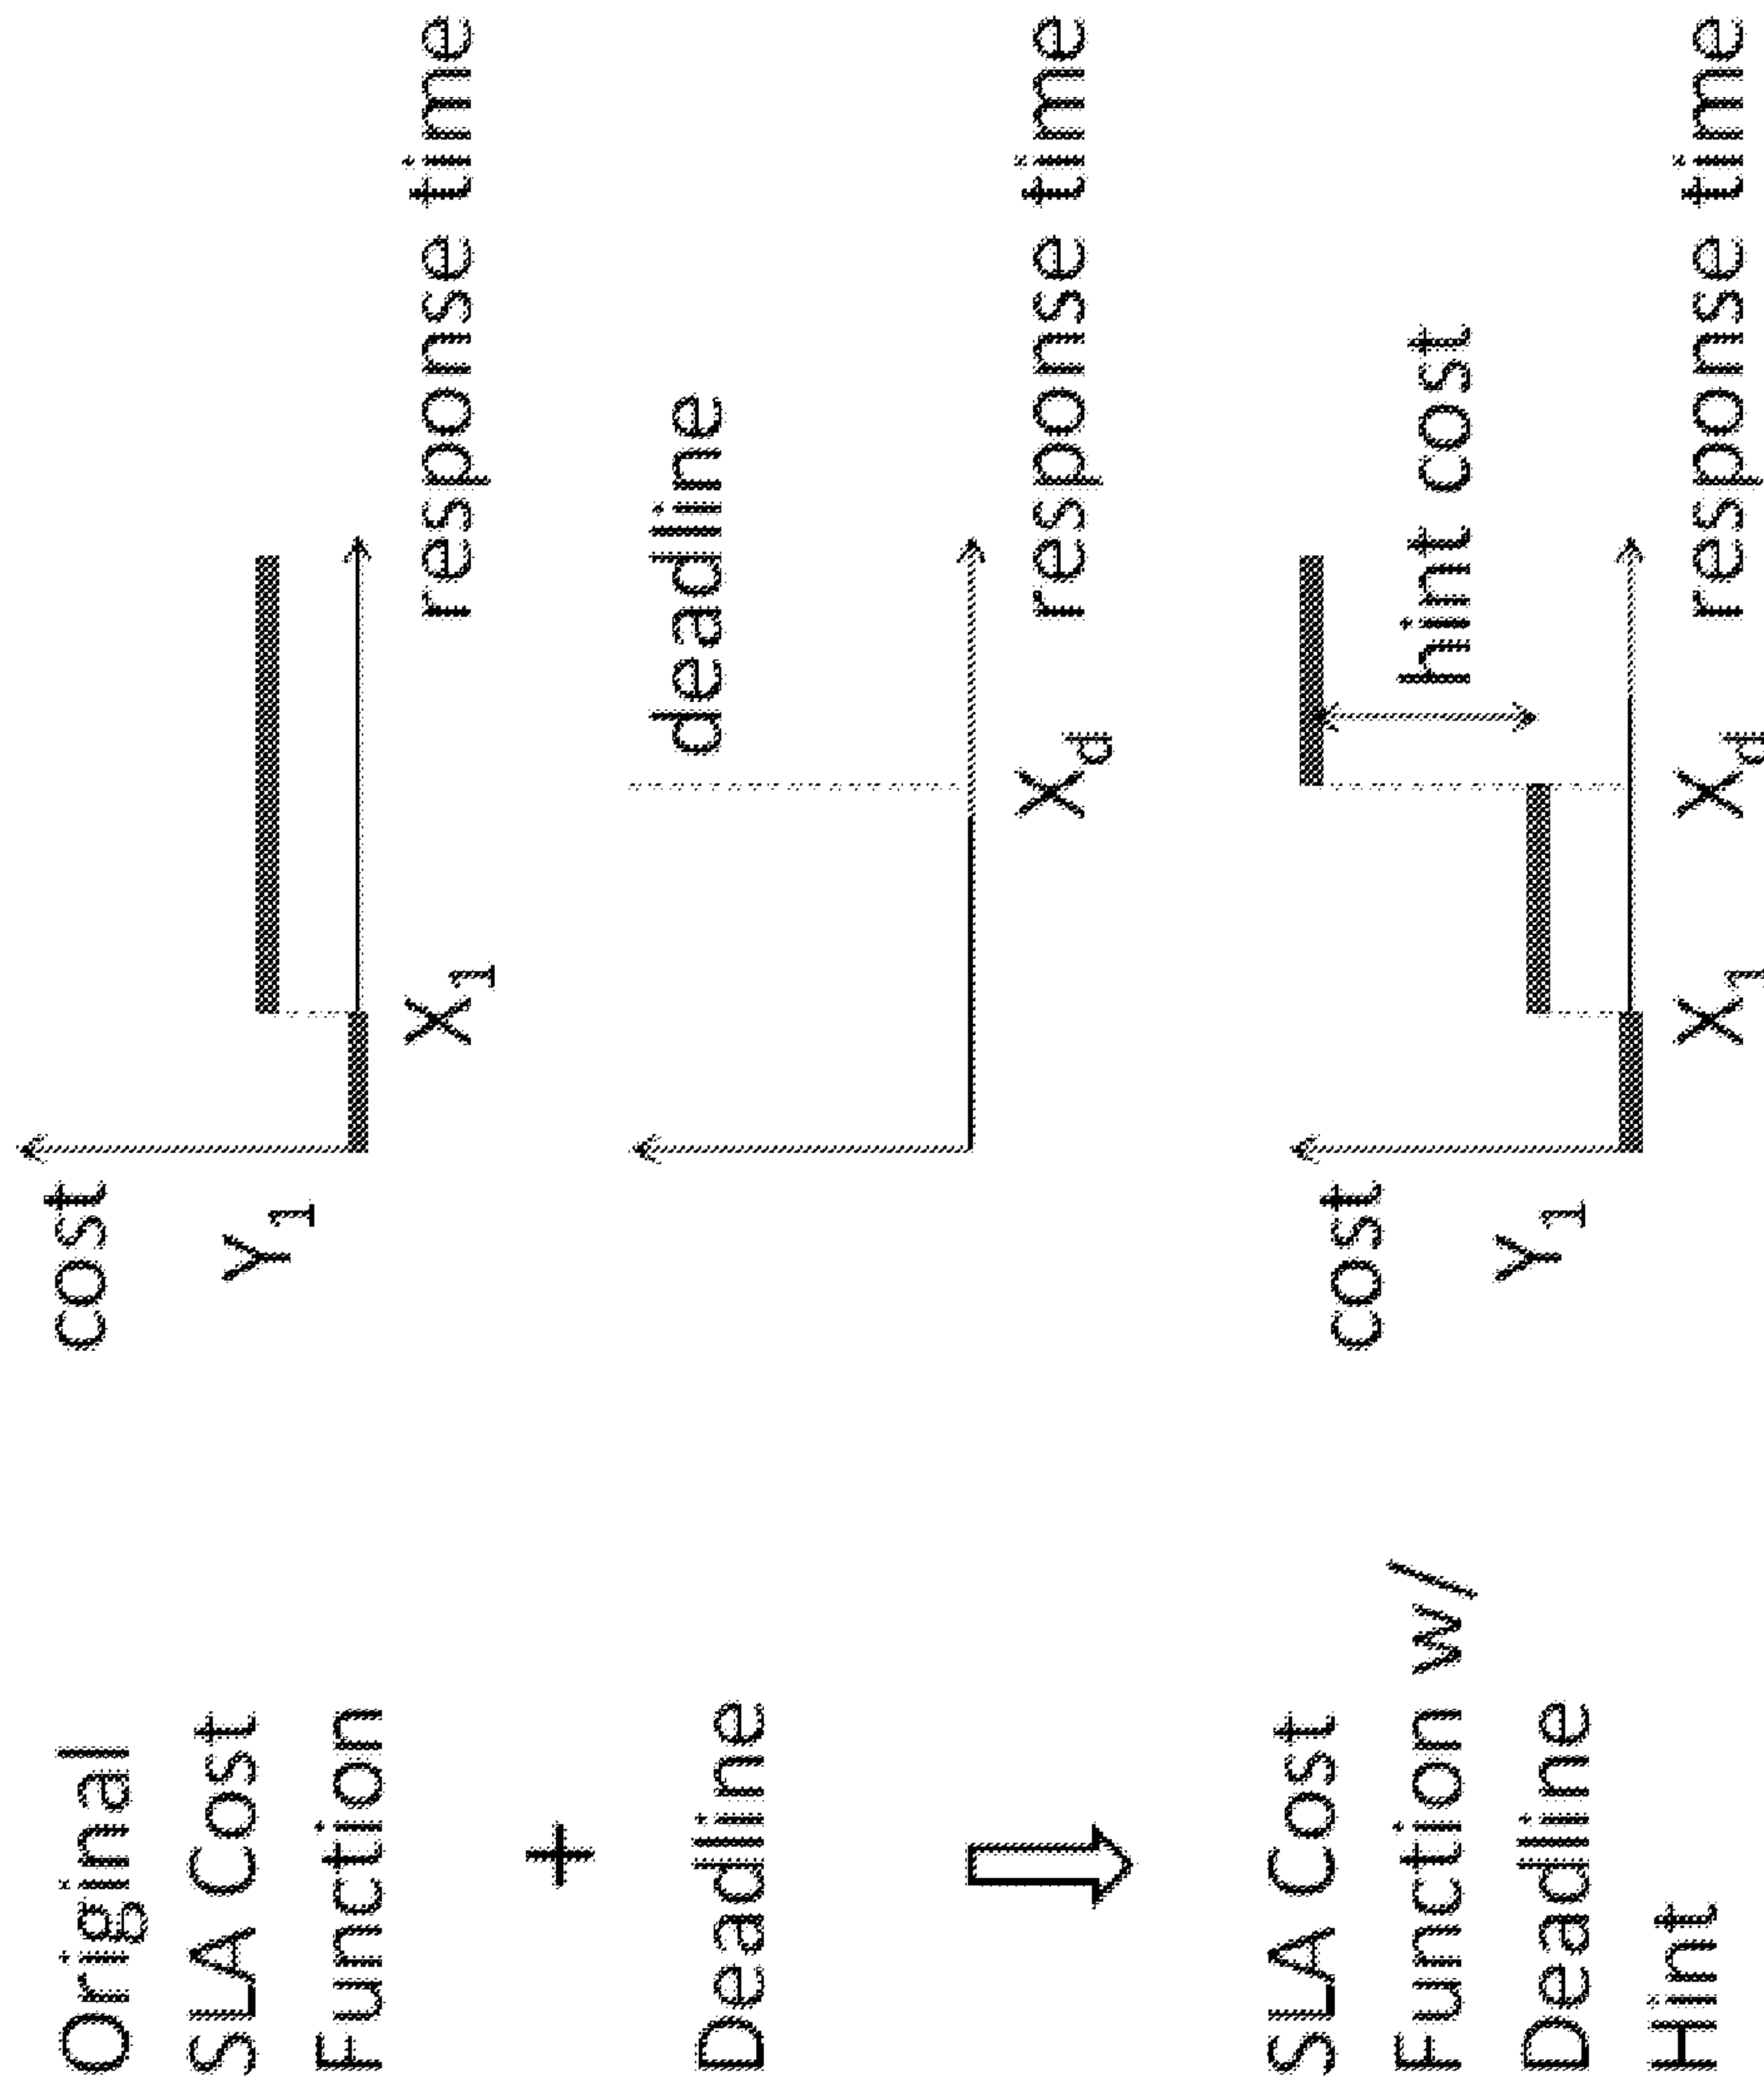 Original
SLA Cost
Function
cost
Y1
X1
response time
+
Deadline
deadline
Xd
response time
SLA Cost
Function w/
Deadline
Hint
cost
Y1
hint cost
X1
Xd
response time